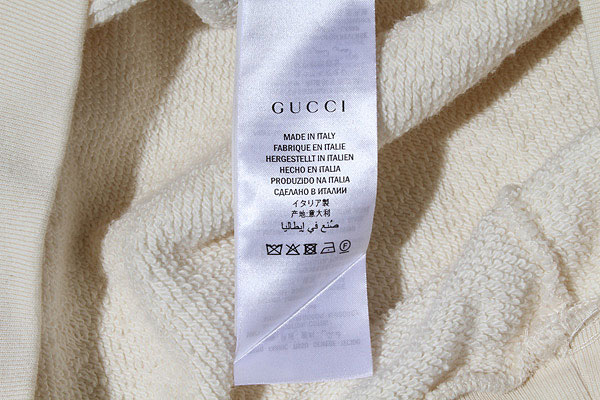 GUCCI
MADE IN ITALY
FABRIQUE EN ITALIE
HERGESTELLT IN ITALIEN
HECHO EN ITALIA
PRODUZIDO NA ITALIA
СДЕЛАНО В ИТАЛИИ
イタリア製
产地:意大利
صُنع في إيطاليا